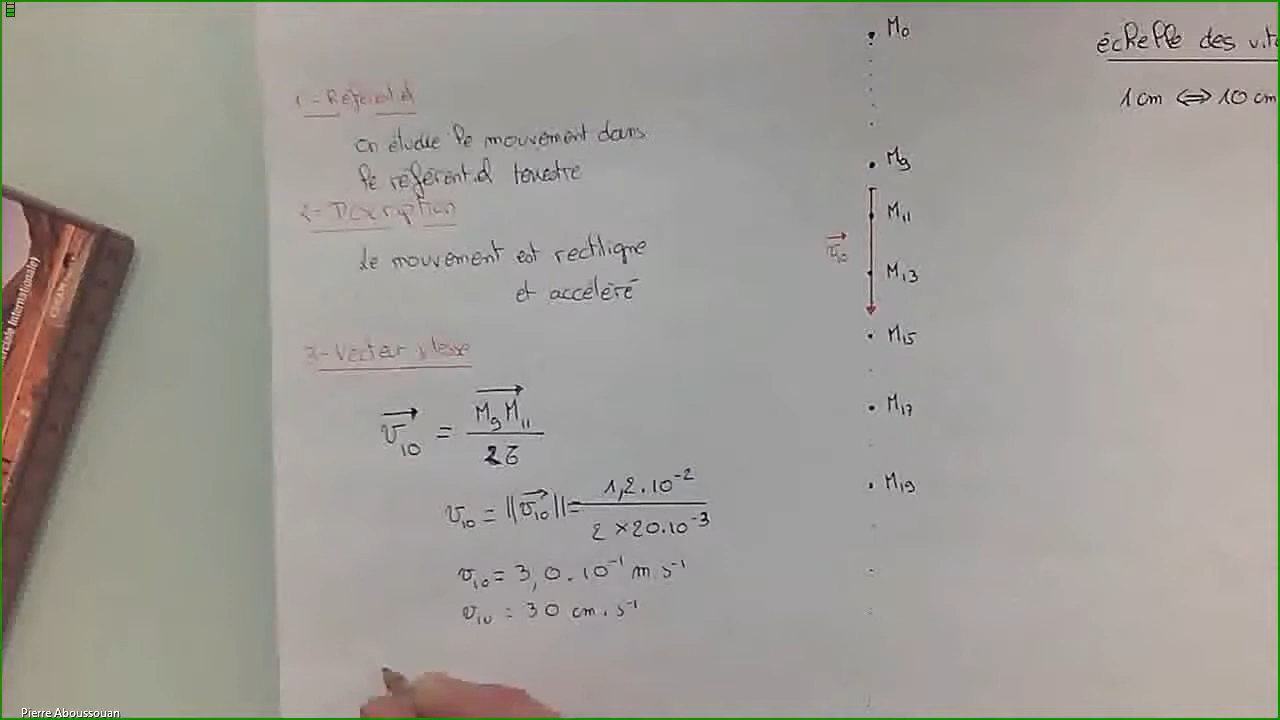 1 - Référentiel
on étudie le mouvement dans
le référentiel terrestre
2 - Description
Le mouvement est rectiligne
et accéléré
3 - Vecteur vitesse
v₁₀ = M₉M₁₁ / 2τ
v₁₀ = ||v₁₀|| = 1,2.10⁻² / 2 × 20.10⁻³
v₁₀ = 3,0.10⁻¹ m.s⁻¹
v₁₀ = 30 cm.s⁻¹
M₀
M₉
M₁₁
v₁₀
M₁₃
M₁₅
M₁₇
M₁₉
échelle des vit
1 cm ⇔ 10 cm
ciale Internationale)
Pierre Aboussouan